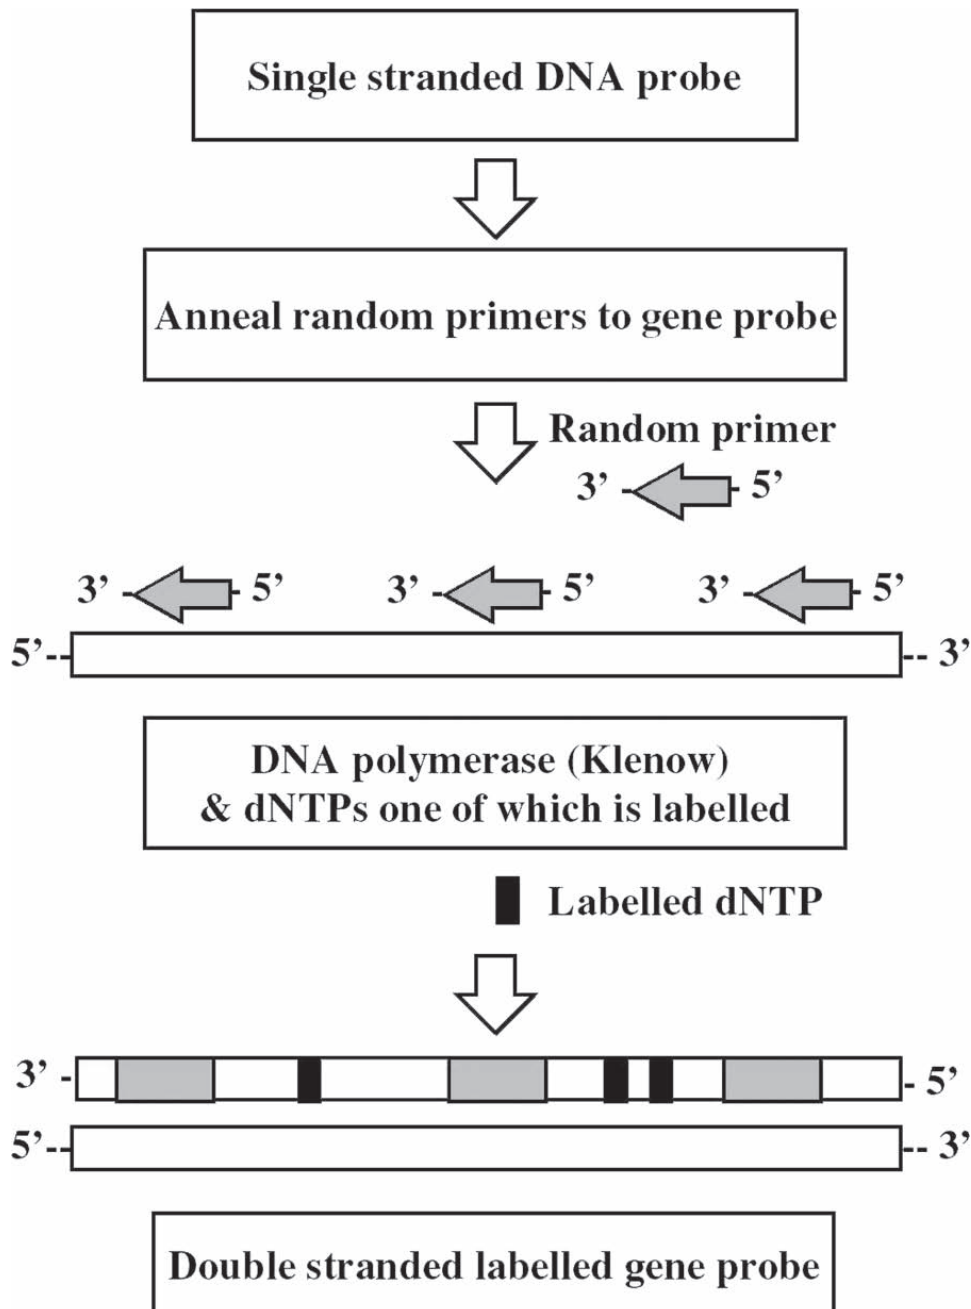 Single stranded DNA probe
Anneal random primers to gene probe
Random primer
3’ 5’
3’ 5’ 3’ 5’ 3’ 5’
5’-- -- 3’
DNA polymerase (Klenow)
& dNTPs one of which is labelled
Labelled dNTP
3’ - - 5’
5’-- -- 3’
Double stranded labelled gene probe